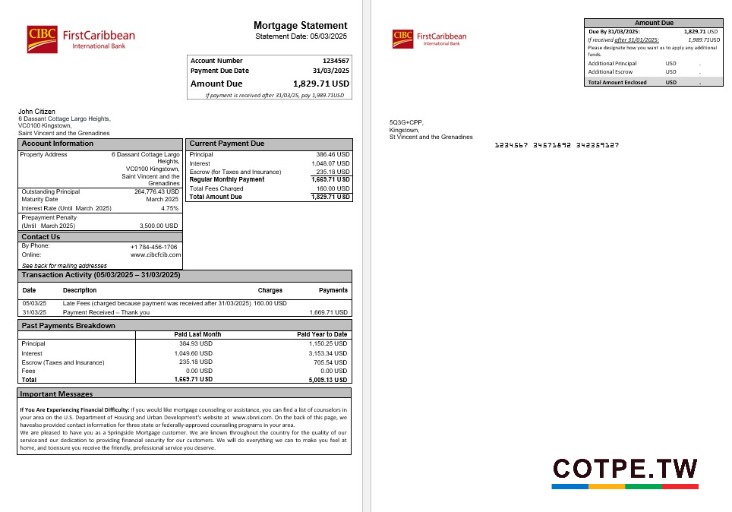 CIBC FirstCaribbean
International Bank
Mortgage Statement
Statement Date: 05/03/2025
Account Number 1234567
Payment Due Date 31/03/2025
Amount Due 1,829.71 USD
If payment is received after 31/03/25, pay 1,989.71USD
John Citizen
6 Dassant Cottage Largo Heights,
VC0100 Kingstown,
Saint Vincent and the Grenadines
Account Information
Property Address 6 Dassant Cottage Largo
Heights,
VC0100 Kingstown,
Saint Vincent and the
Grenadines
Outstanding Principal 264,776.43 USD
Maturity Date March 2025
Interest Rate (Until March 2025) 4.75%
Prepayment Penalty
(Until March 2025) 3,500.00 USD
Contact Us
By Phone: +1 784-456-1706
Online: www.cibcfcib.com
See back for mailing addresses
Current Payment Due
Principal 386.46 USD
Interest 1,048.07 USD
Escrow (for Taxes and Insurance) 235.18 USD
Regular Monthly Payment 1,669.71 USD
Total Fees Charged 160.00 USD
Total Amount Due 1,829.71 USD
Transaction Activity (05/03/2025 – 31/03/2025)
Date Description Charges Payments
05/03/25 Late Fees (charged because payment was received after 31/03/2025) 160.00 USD
31/03/25 Payment Received – Thank you 1,669.71 USD
Past Payments Breakdown
Paid Last Month Paid Year to Date
Principal 384.93 USD 1,150.25 USD
Interest 1,049.60 USD 3,153.34 USD
Escrow (Taxes and Insurance) 235.18 USD 705.54 USD
Fees 0.00 USD 0.00 USD
Total 1,669.71 USD 5,009.13 USD
Important Messages
If You Are Experiencing Financial Difficulty: If you would like mortgage counseling or assistance, you can find a list of counselors in
your area on the U.S. Department of Housing and Urban Development's website at www.sbnni.com. On the back of this page, we
havealso provided contact information for three state or federally-approved counseling programs in your area.
We are pleased to have you as a Springside Mortgage customer. We are known throughout the country for the quality of our
service and our dedication to providing financial security for our customers. We will do everything we can to make you feel at
home, and toensure you receive the friendly, professional service you deserve.
CIBC FirstCaribbean
International Bank
Amount Due
Due By 31/03/2025: 1,829.71 USD
If received after 31/01/2025: 1,989.71USD
Please designate how you want us to apply any additional
funds.
Additional Principal USD -
Additional Escrow USD -
Total Amount Enclosed USD -
5Q3G+CPP,
Kingstown,
St Vincent and the Grenadines
1234567 34571892 342359127
COTPE.TW